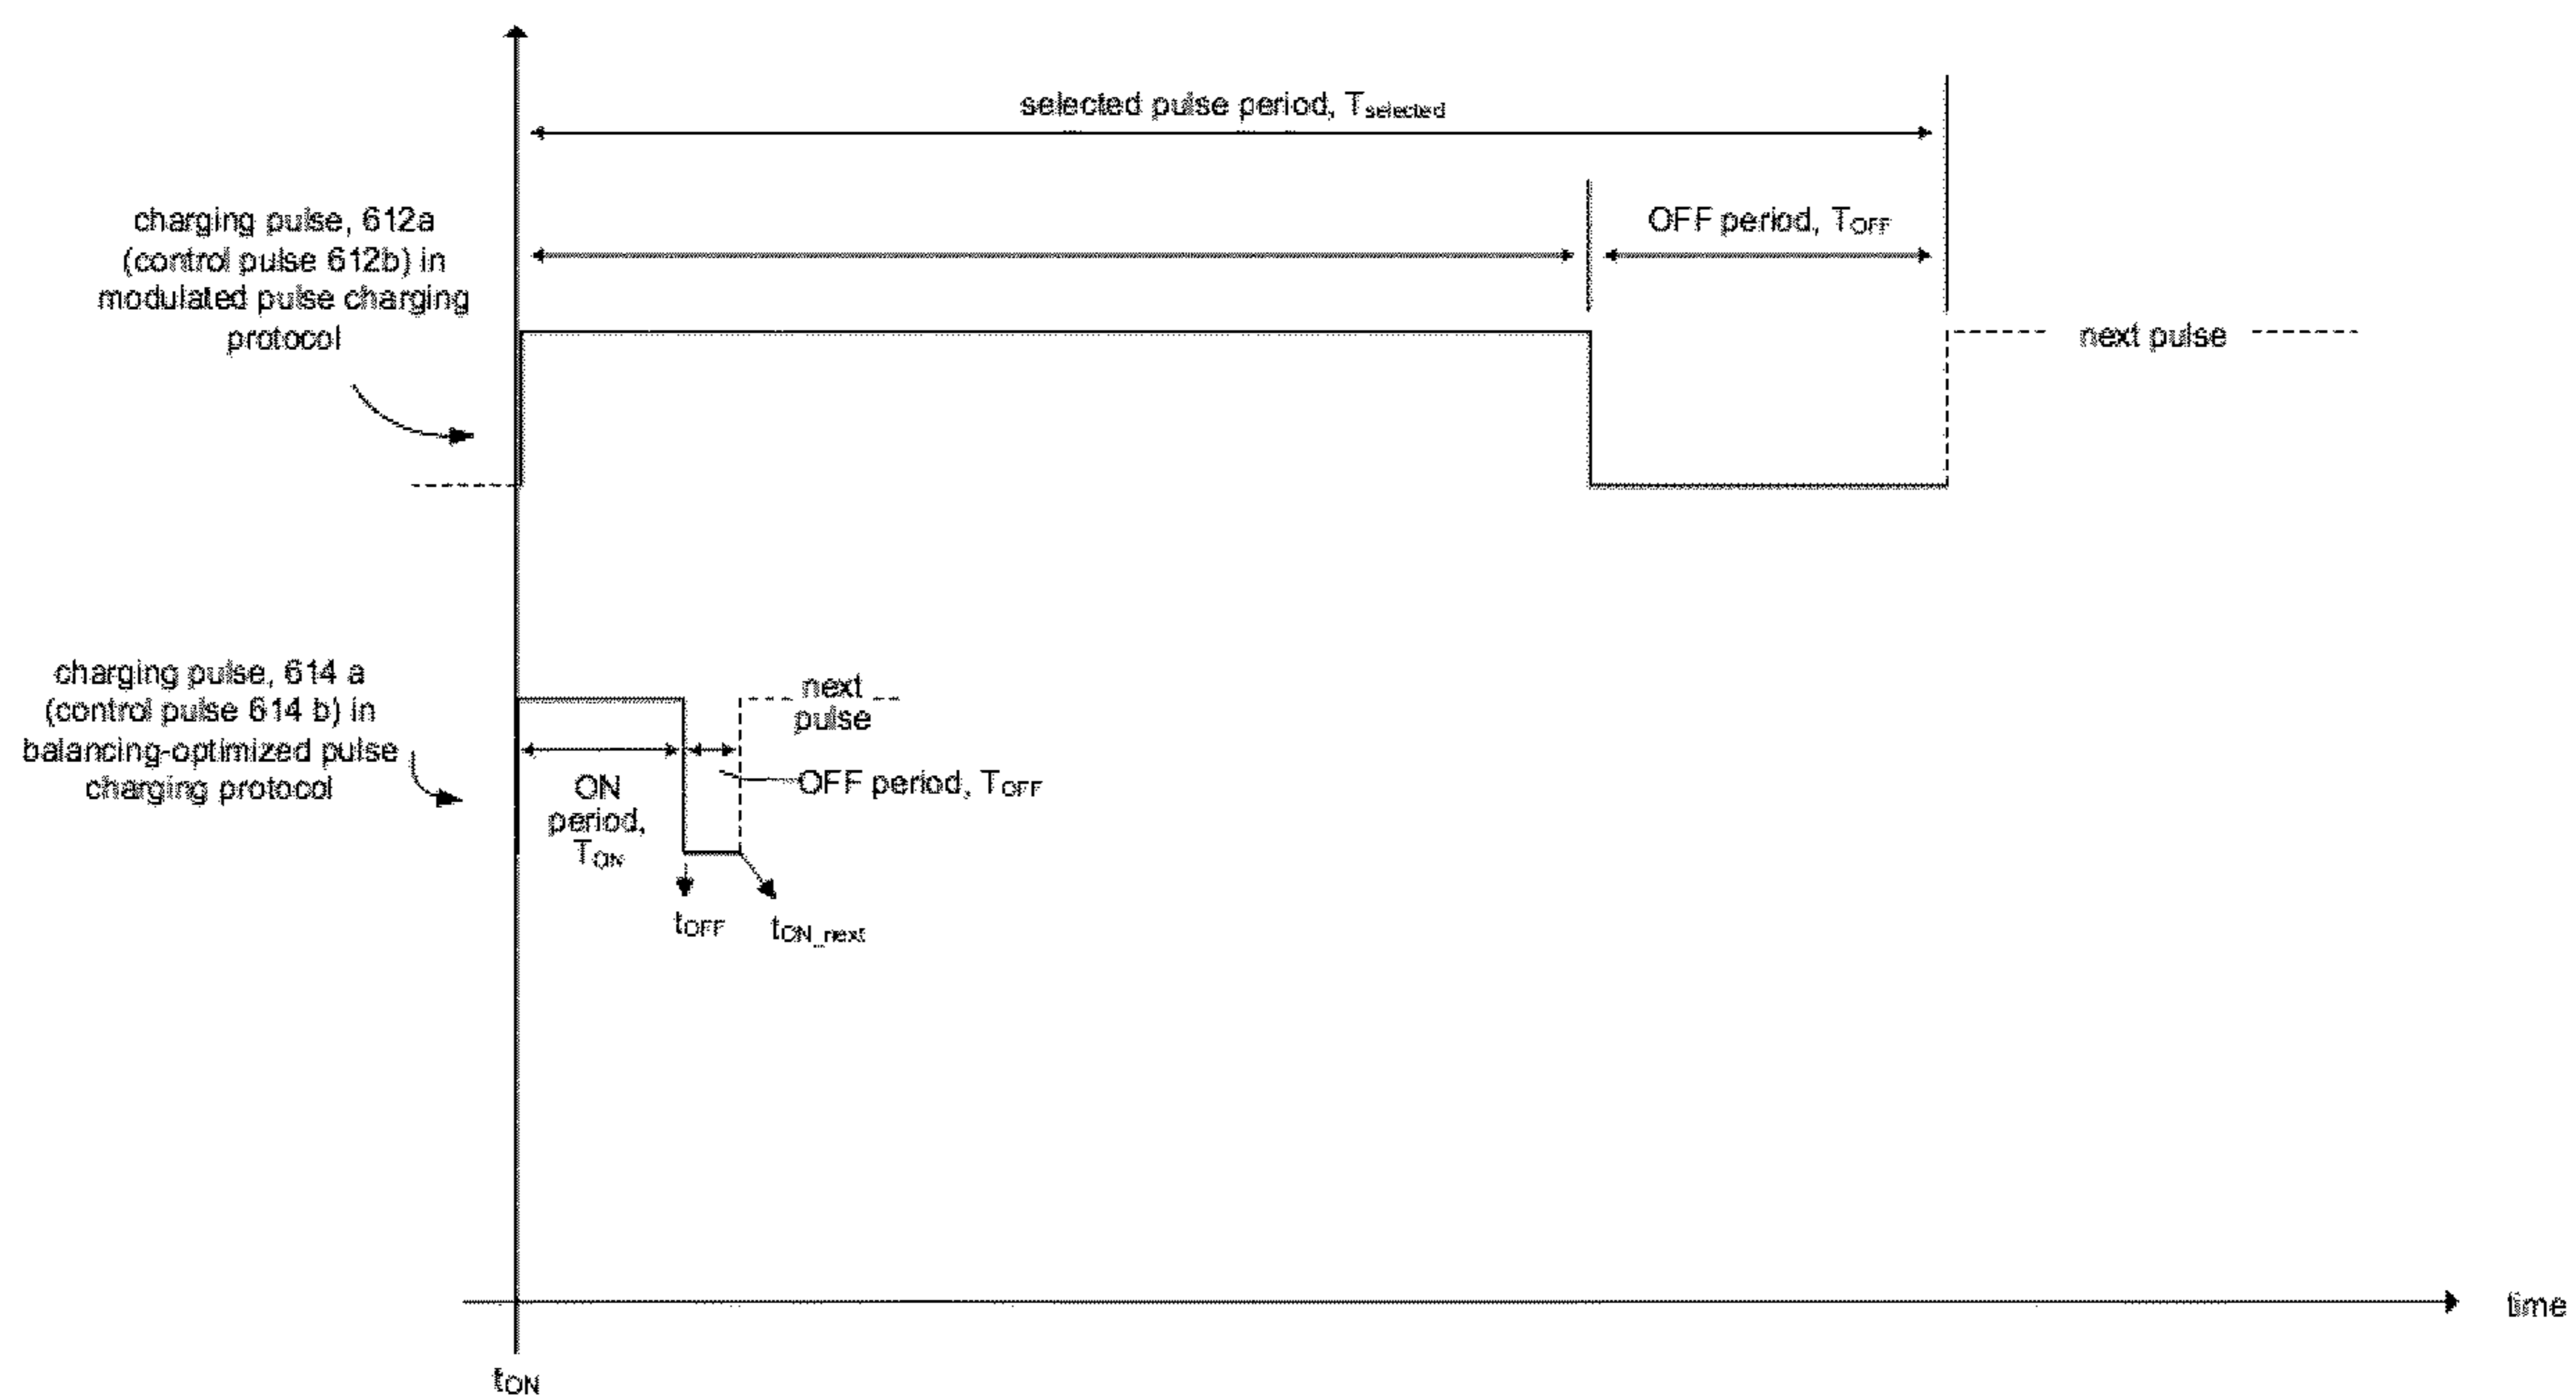 selected pulse period, Tselected
OFF period, TOFF
charging pulse, 612a
(control pulse 612b) in
modulated pulse charging
protocol
next pulse
charging pulse, 614 a
(control pulse 614 b) in
balancing-optimized pulse
charging protocol
next
pulse
OFF period, TOFF
ON
period,
TON
tOFF
tON_next
time
tON